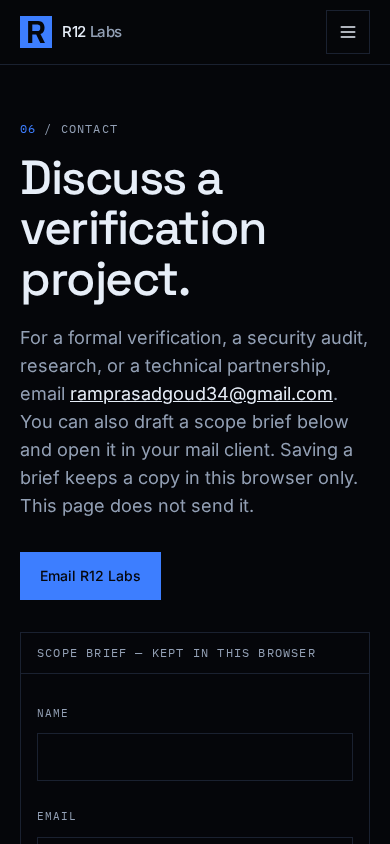 R R12 Labs
06 / CONTACT
Discuss a
verification
project.
For a formal verification, a security audit,
research, or a technical partnership,
email ramprasadgoud34@gmail.com.
You can also draft a scope brief below
and open it in your mail client. Saving a
brief keeps a copy in this browser only.
This page does not send it.
Email R12 Labs
SCOPE BRIEF — KEPT IN THIS BROWSER
NAME
EMAIL